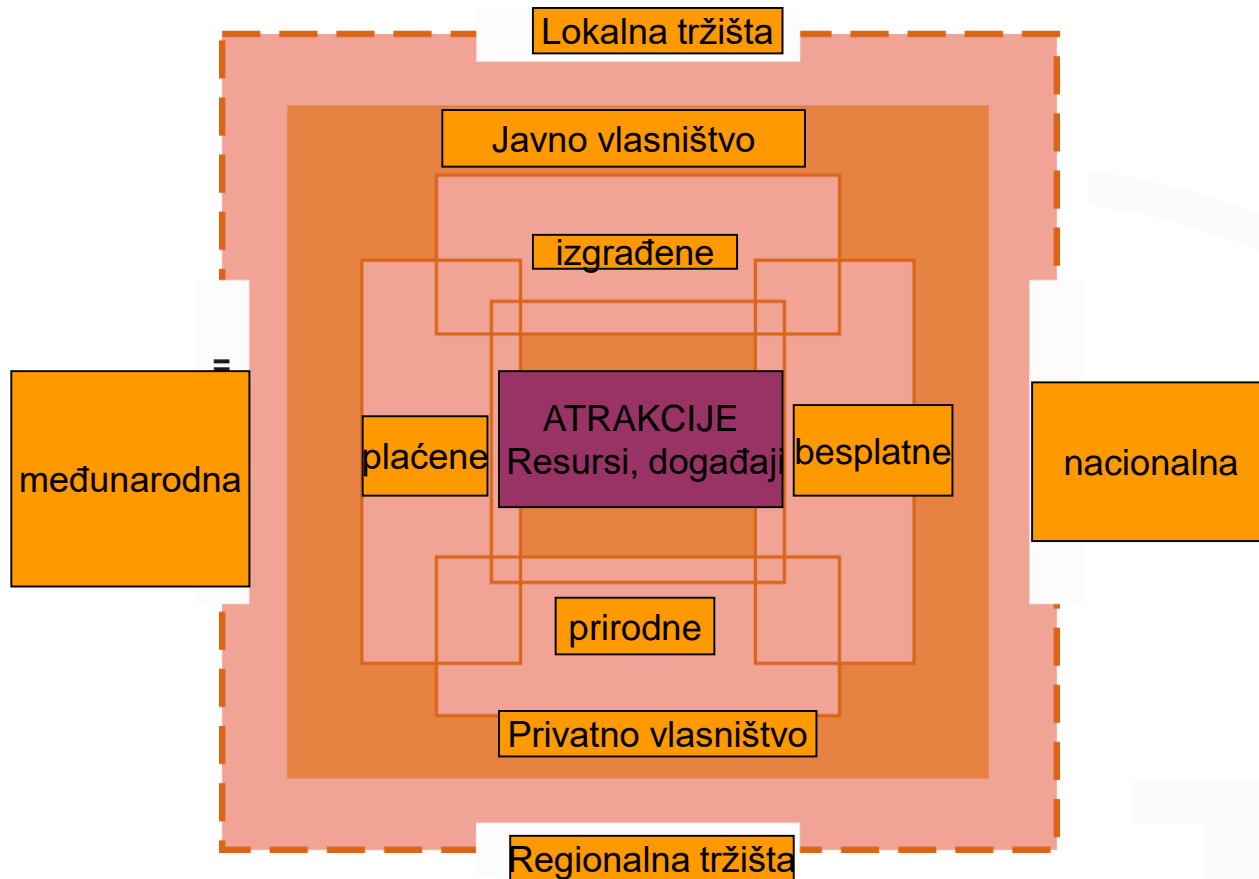 Lokalna tržišta
Javno vlasništvo
izgrađene
ATRAKCIJE
Resursi, događaji
plaćene
besplatne
međunarodna
nacionalna
prirodne
Privatno vlasništvo
Regionalna tržišta